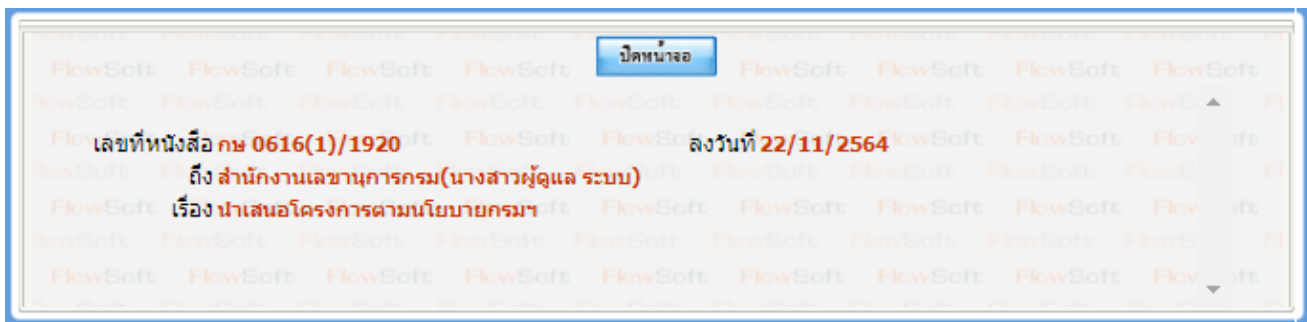 ปิดหน้าจอ
เลขที่หนังสือ กษ 0616(1)/1920 ลงวันที่ 22/11/2564
ถึง สำนักงานเลขานุการกรม(นางสาวผู้ดูแล ระบบ)
เรื่อง นำเสนอโครงการตามนโยบายกรมฯ